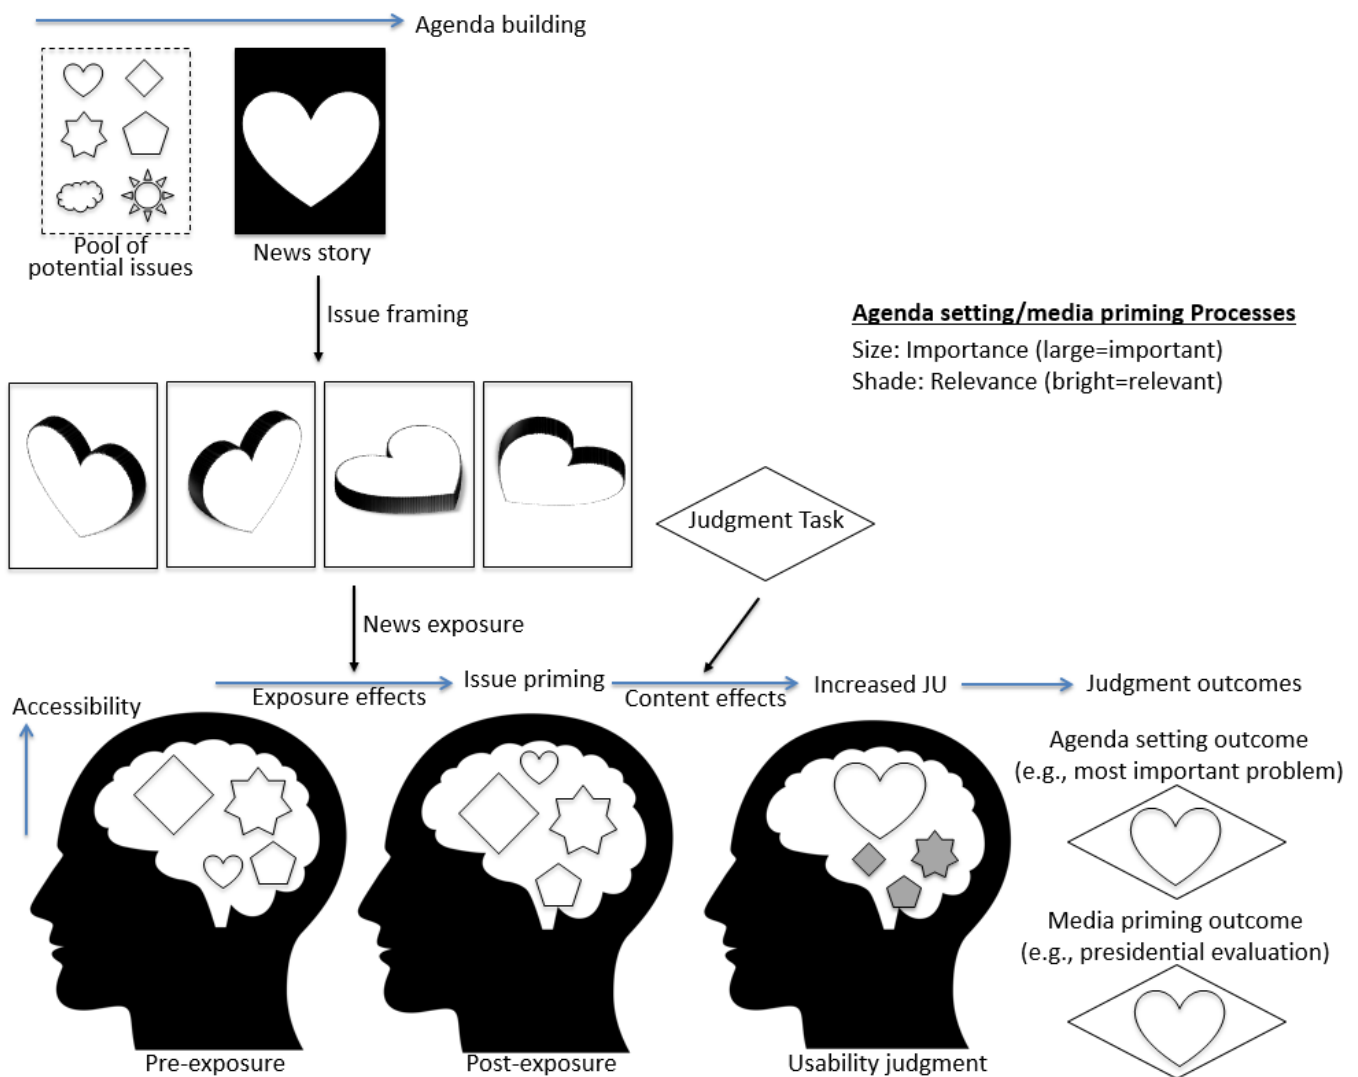 Agenda building
Pool of
potential issues
News story
Issue framing
Agenda setting/media priming Processes
Size: Importance (large=important)
Shade: Relevance (bright=relevant)
Judgment Task
News exposure
Exposure effects
Issue priming
Content effects
Increased JU
Judgment outcomes
Accessibility
Agenda setting outcome
(e.g., most important problem)
Media priming outcome
(e.g., presidential evaluation)
Pre-exposure
Post-exposure
Usability judgment